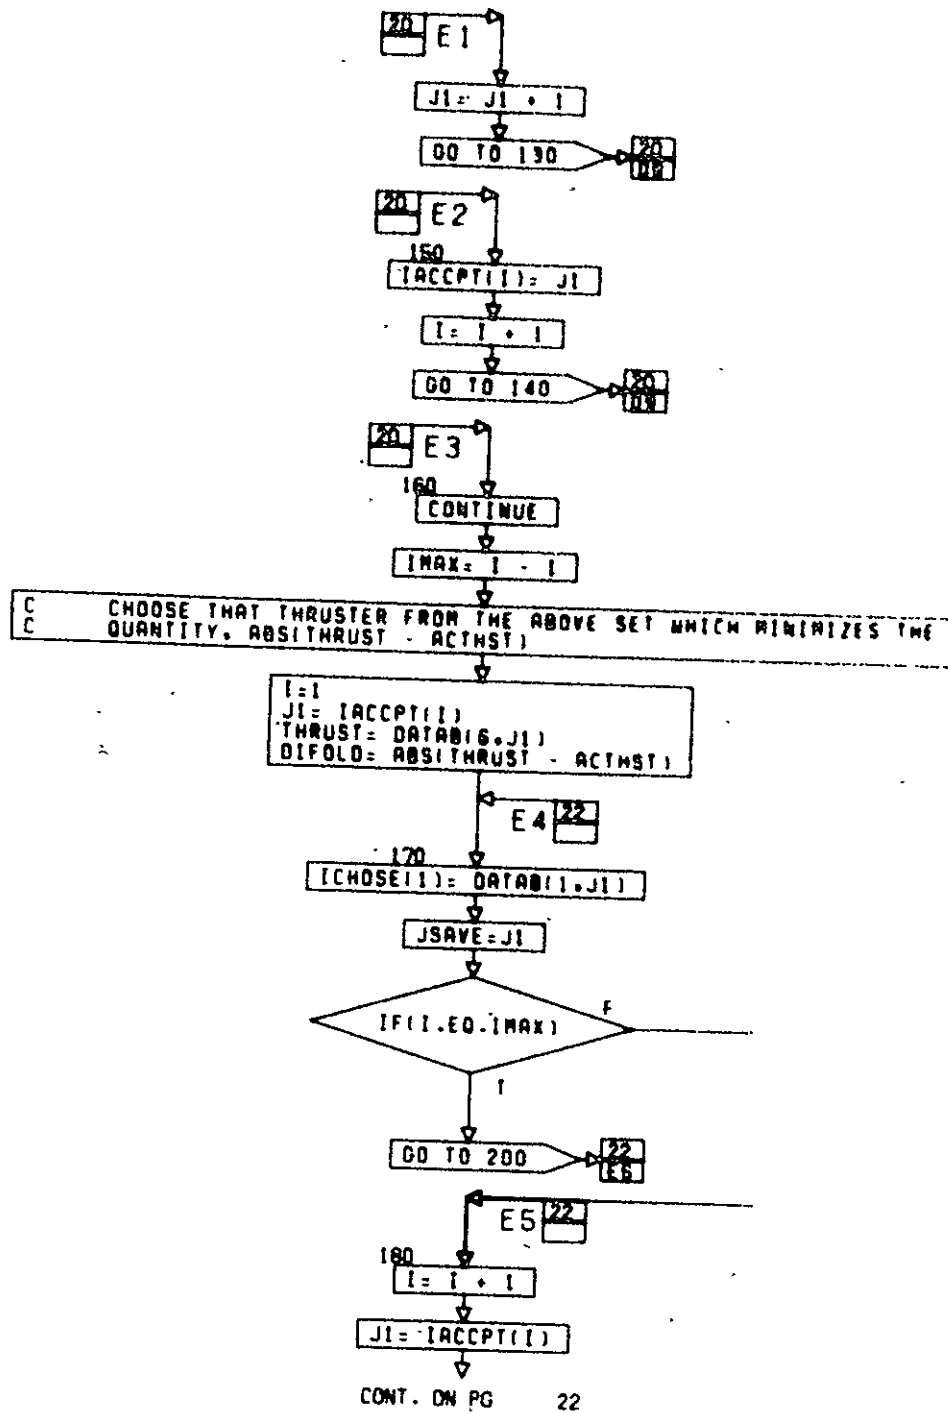 20 E1
J1= J1 + 1
GO TO 130
20
20 E2
150
IACCPT(I)= J1
I= I + 1
GO TO 140
20
20 E3
160
CONTINUE
IMAX= I - 1
C CHOOSE THAT THRUSTER FROM THE ABOVE SET WHICH MINIMIZES THE
C QUANTITY, ABS(THRUST - ACTHST)
I=1
J1= IACCPT(I)
THRUST= DATAB(6,J1)
DIFOLD= ABS(THRUST - ACTHST)
E4 22
170
ICHOSE(1)= DATAB(1,J1)
JSAVE=J1
IF(I.EQ.IMAX)
F
T
GO TO 200
22
E6
E5 22
180
I= I + 1
J1= IACCPT(I)
CONT. ON PG 22